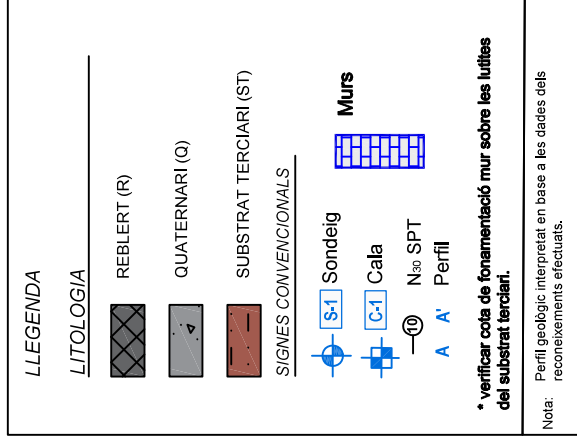 LLEGENDA
LITOLOGIA
REBLERT (R)
QUATERNARI (Q)
SUBSTRAT TERCIARI (ST)
SIGNES CONVENCIONALS
S-1 Sondeig
C-1 Cala
10 N30 SPT
A A' Perfil
Murs
* verificar cota de fonamentació mur sobre les lutites
del substrat terciari.
Nota: Perfil geològic interpretat en base a les dades dels
reconeixements efectuats.